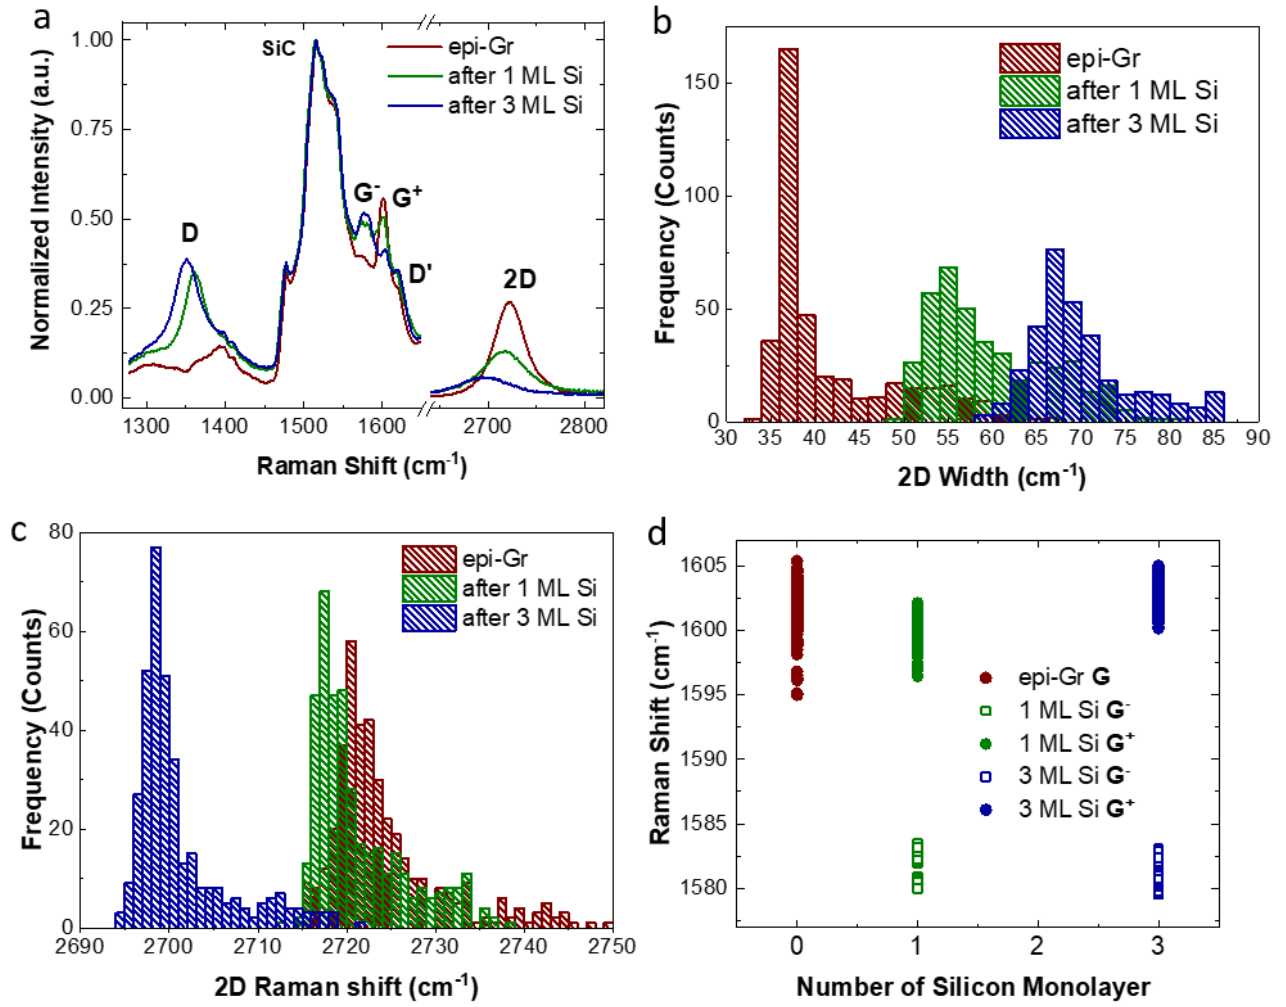 a
1.00
0.75
0.50
0.25
0.00
Normalized Intensity (a.u.)
SiC
epi-Gr
after 1 ML Si
after 3 ML Si
G⁻
G⁺
D
D'
2D
1300 1400 1500 1600 2700 2800
Raman Shift (cm⁻¹)
b
150
100
50
0
Frequency (Counts)
epi-Gr
after 1 ML Si
after 3 ML Si
30 35 40 45 50 55 60 65 70 75 80 85 90
2D Width (cm⁻¹)
c
80
60
40
20
0
Frequency (Counts)
epi-Gr
after 1 ML Si
after 3 ML Si
2690 2700 2710 2720 2730 2740 2750
2D Raman shift (cm⁻¹)
d
1605
1600
1595
1590
1585
1580
Raman Shift (cm⁻¹)
epi-Gr G
1 ML Si G⁻
1 ML Si G⁺
3 ML Si G⁻
3 ML Si G⁺
0 1 2 3
Number of Silicon Monolayer